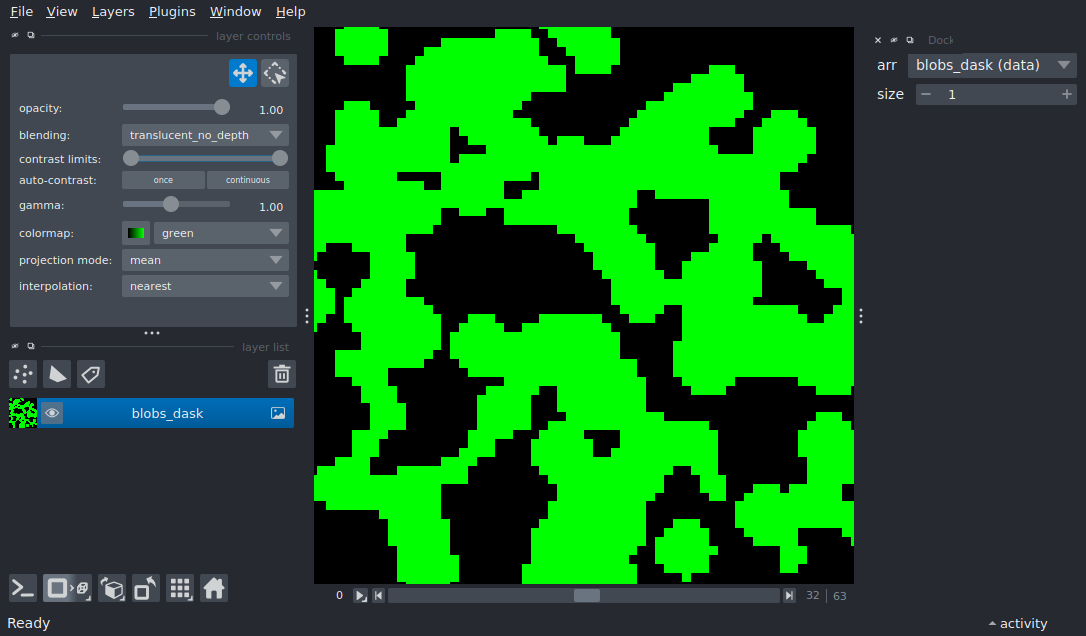 File View Layers Plugins Window Help
layer controls
opacity: 1.00
blending: translucent_no_depth
contrast limits:
auto-contrast: once continuous
gamma: 1.00
colormap: green
projection mode: mean
interpolation: nearest
layer list
blobs_dask
Dock
arr blobs_dask (data)
size 1
0 32 63
Ready
activity